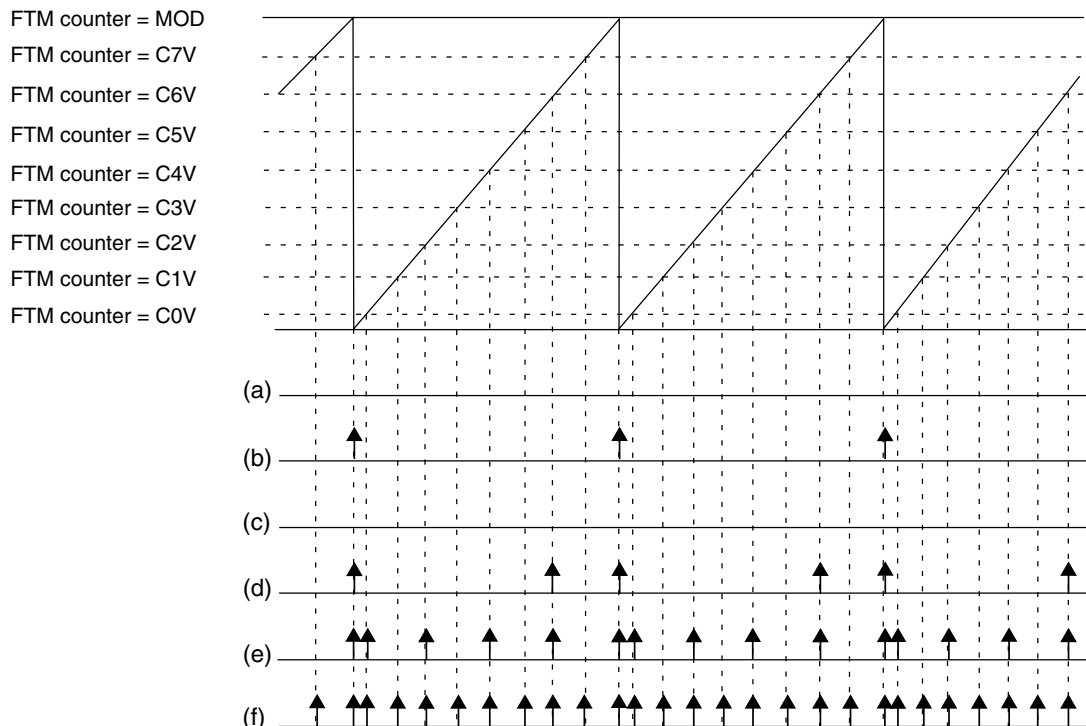 FTM counter = MOD
FTM counter = C7V
FTM counter = C6V
FTM counter = C5V
FTM counter = C4V
FTM counter = C3V
FTM counter = C2V
FTM counter = C1V
FTM counter = C0V
(a)
(b)
(c)
(d)
(e)
(f)